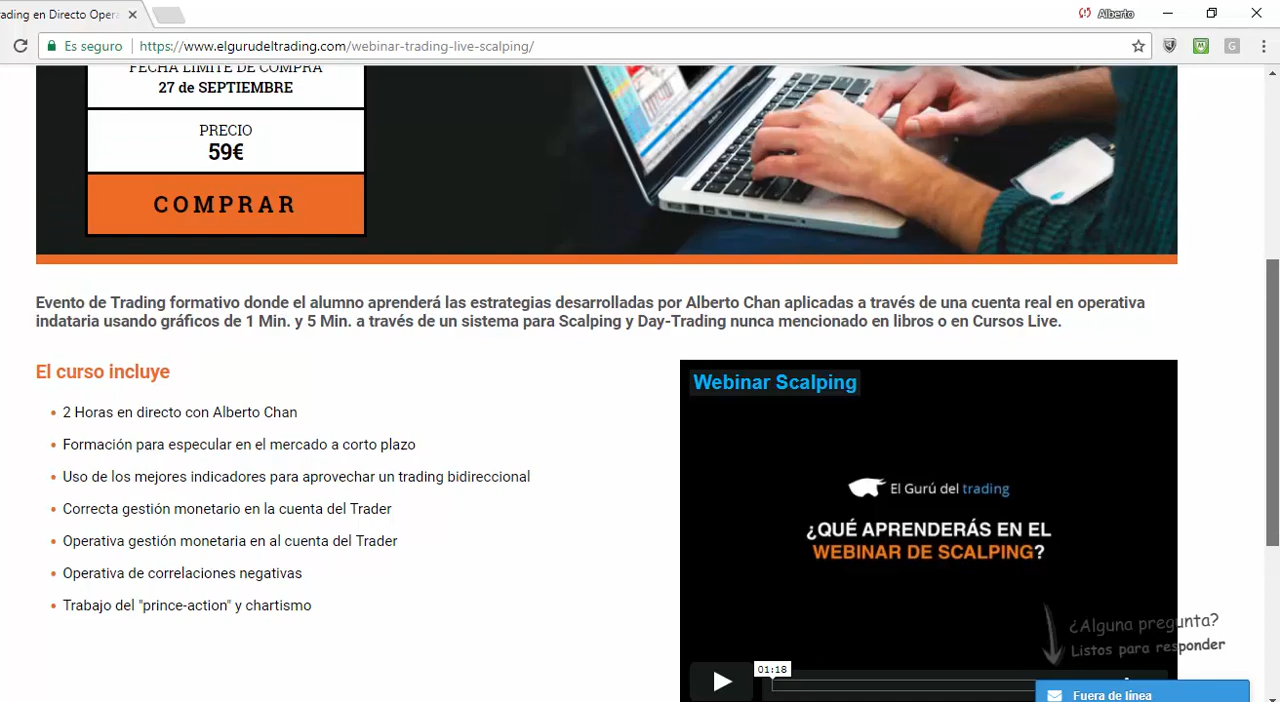 ading en Directo Opera
Alberto
Es seguro
https://www.elgurudeltrading.com/webinar-trading-live-scalping/
FECHA LÍMITE DE COMPRA
27 de SEPTIEMBRE
PRECIO
59€
COMPRAR
Evento de Trading formativo donde el alumno aprenderá las estrategias desarrolladas por Alberto Chan aplicadas a través de una cuenta real en operativa
indataria usando gráficos de 1 Min. y 5 Min. a través de un sistema para Scalping y Day-Trading nunca mencionado en libros o en Cursos Live.
El curso incluye
• 2 Horas en directo con Alberto Chan
• Formación para especular en el mercado a corto plazo
• Uso de los mejores indicadores para aprovechar un trading bidireccional
• Correcta gestión monetario en la cuenta del Trader
• Operativa gestión monetaria en al cuenta del Trader
• Operativa de correlaciones negativas
• Trabajo del "prince-action" y chartismo
Webinar Scalping
El Gurú del trading
¿QUÉ APRENDERÁS EN EL
WEBINAR DE SCALPING?
¿Alguna pregunta?
Listos para responder
01:18
Fuera de línea